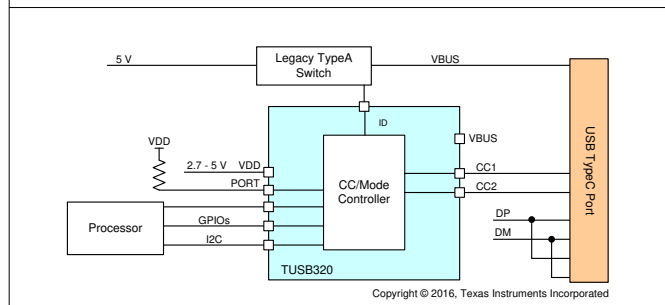 5 V
Legacy TypeA
Switch
VBUS
ID
VDD
VBUS
2.7 - 5 V VDD
PORT
CC1
CC/Mode
Controller
CC2
USB TypeC Port
Processor
GPIOs
I2C
DP
DM
TUSB320
Copyright © 2016, Texas Instruments Incorporated